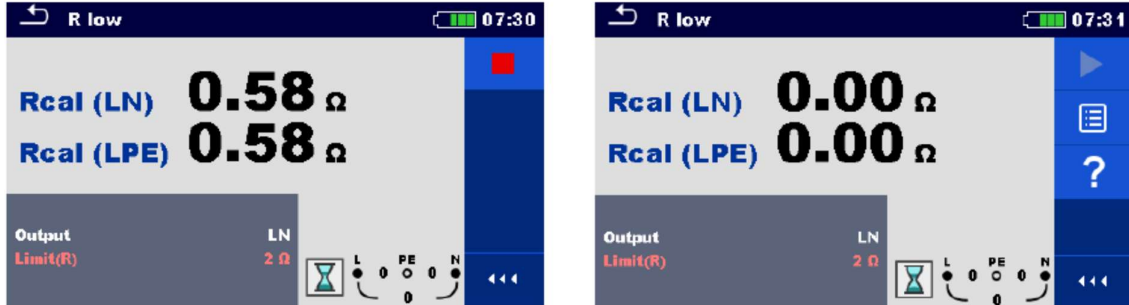 R low 07:30
Rcal (LN) 0.58 Ω
Rcal (LPE) 0.58 Ω
Output LN
Limit(R) 2 Ω
L PE N
0 0
0
R low 07:31
Rcal (LN) 0.00 Ω
Rcal (LPE) 0.00 Ω
?
Output LN
Limit(R) 2 Ω
L PE N
0 0
0